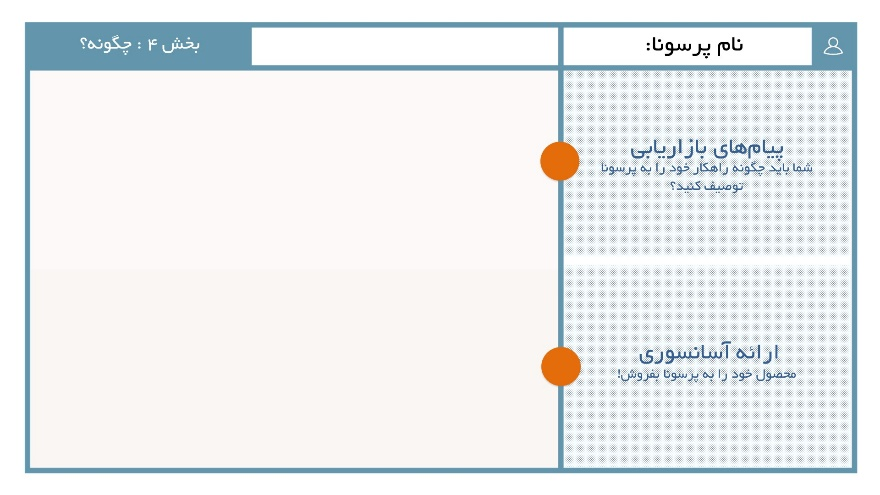 نام پرسونا:
بخش ۴ : چگونه؟
پیام‌های بازاریابی
شما باید چگونه راهکار خود را به پرسونا
توصیف کنید؟
ارائه آسانسوری
محصول خود را به پرسونا بفروش!